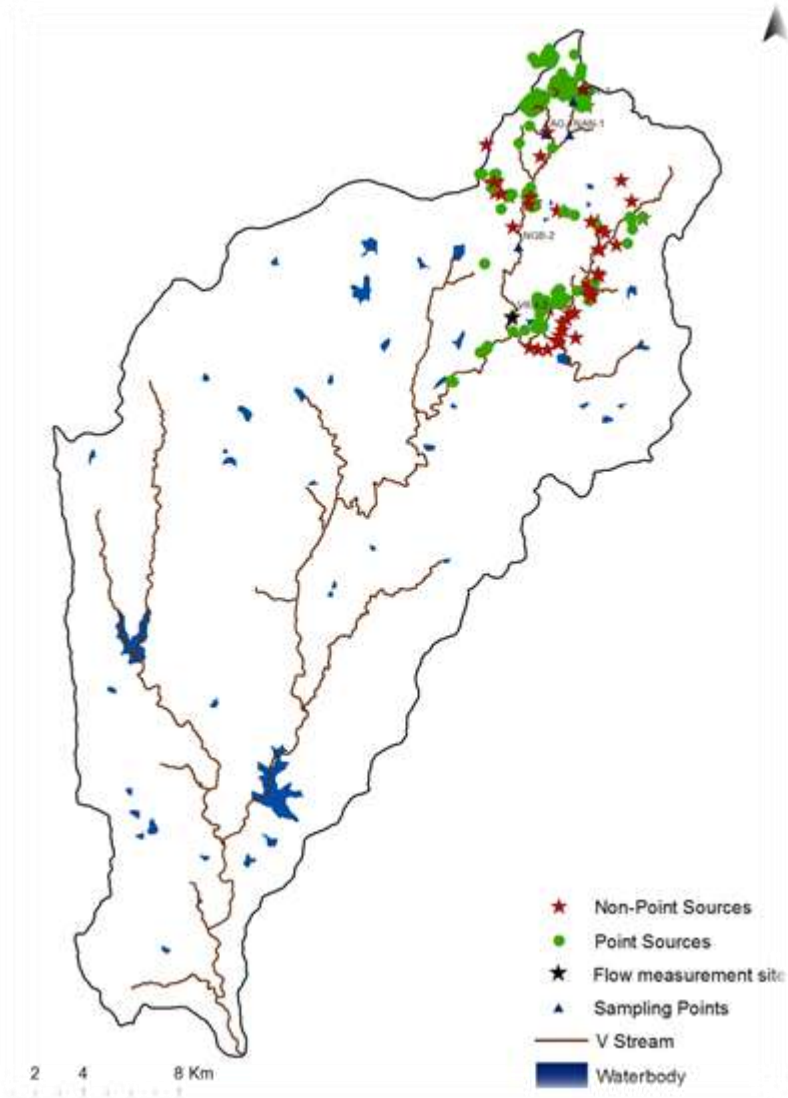 NGB-2
Non-Point Sources
Point Sources
Flow measurement site
Sampling Points
V Stream
Waterbody
2 4 8 Km